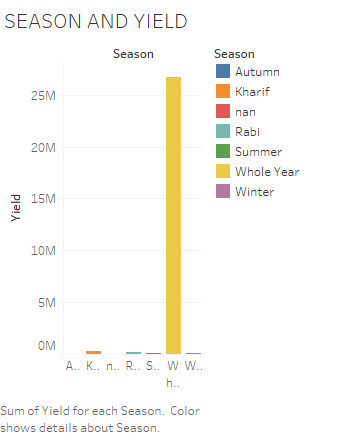 SEASON AND YIELD
Season
Season
Autumn
Kharif
nan
Rabi
Summer
Whole Year
Winter
Yield
25M
20M
15M
10M
5M
0M
A.. K.. n.. R.. S.. W W..
h..
Sum of Yield for each Season. Color
shows details about Season.